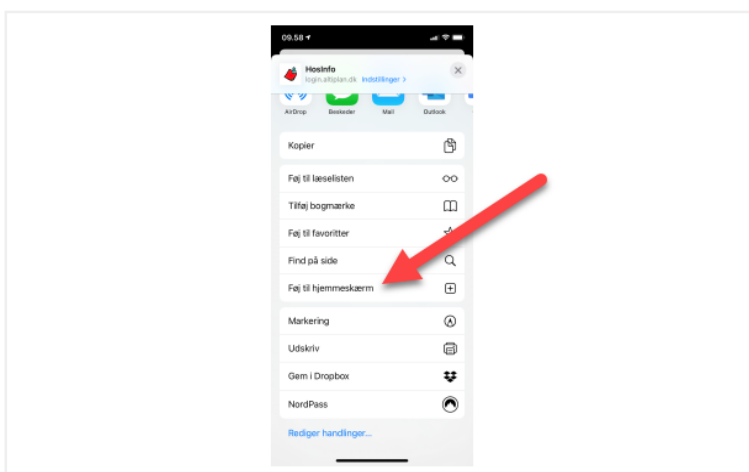 09.58
HosInfo
login.altiplan.dk Indstillinger >
AirDrop Beskeder Mail Outlook
Kopier
Føj til læselisten
Tilføj bogmærke
Føj til favoritter
Find på side
Føj til hjemmeskærm
Markering
Udskriv
Gem i Dropbox
NordPass
Rediger handlinger...